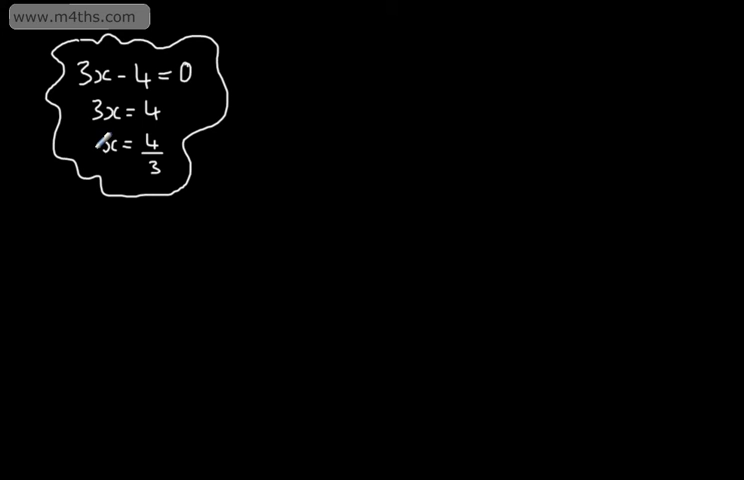 www.m4ths.com
3x - 4 = 0
3x = 4
x = 4/3